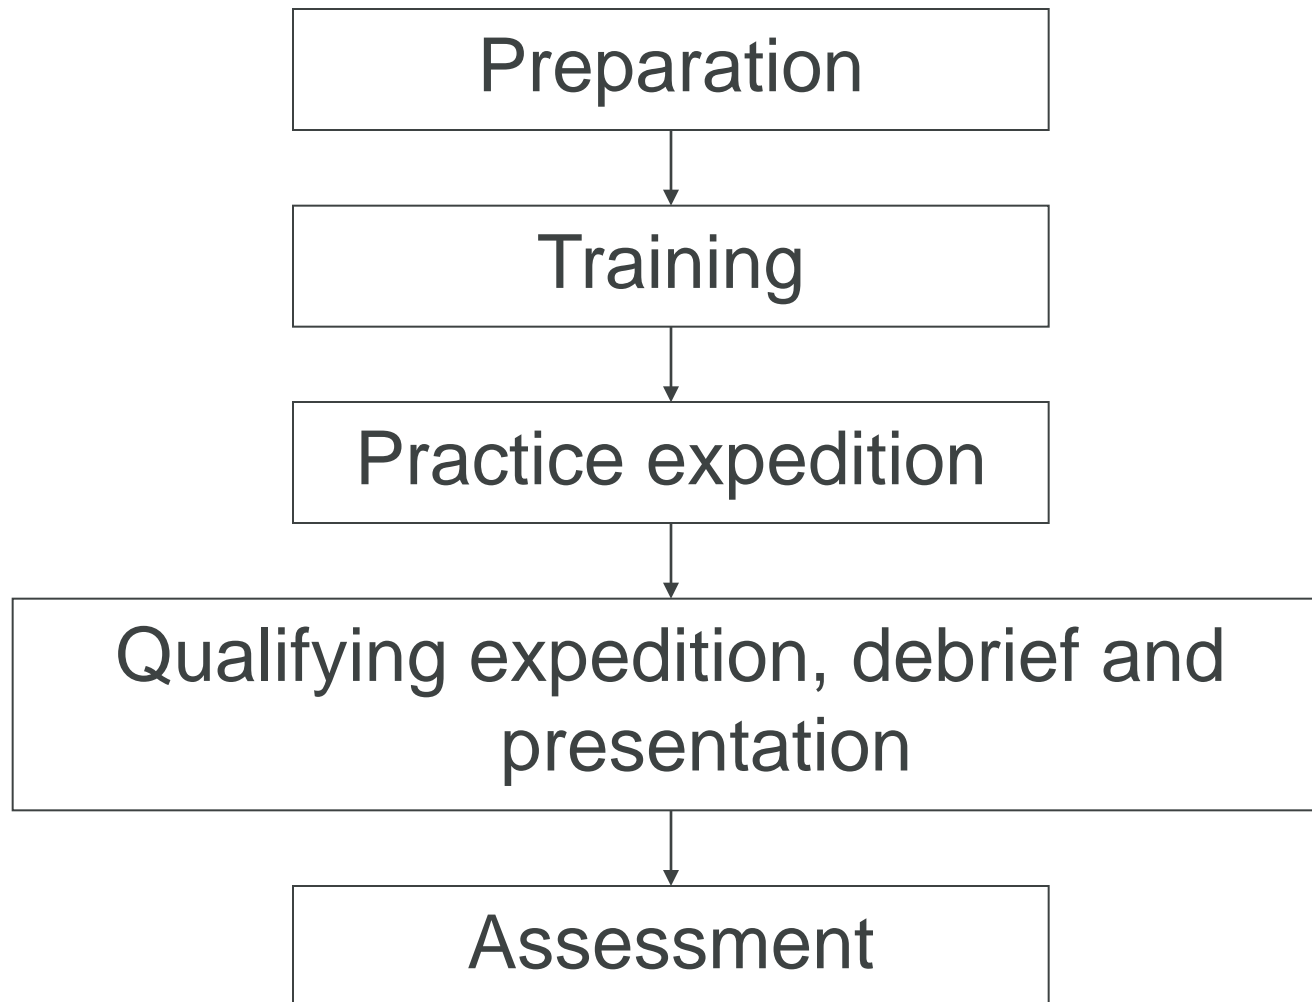 Preparation
Training
Practice expedition
Qualifying expedition, debrief and
presentation
Assessment